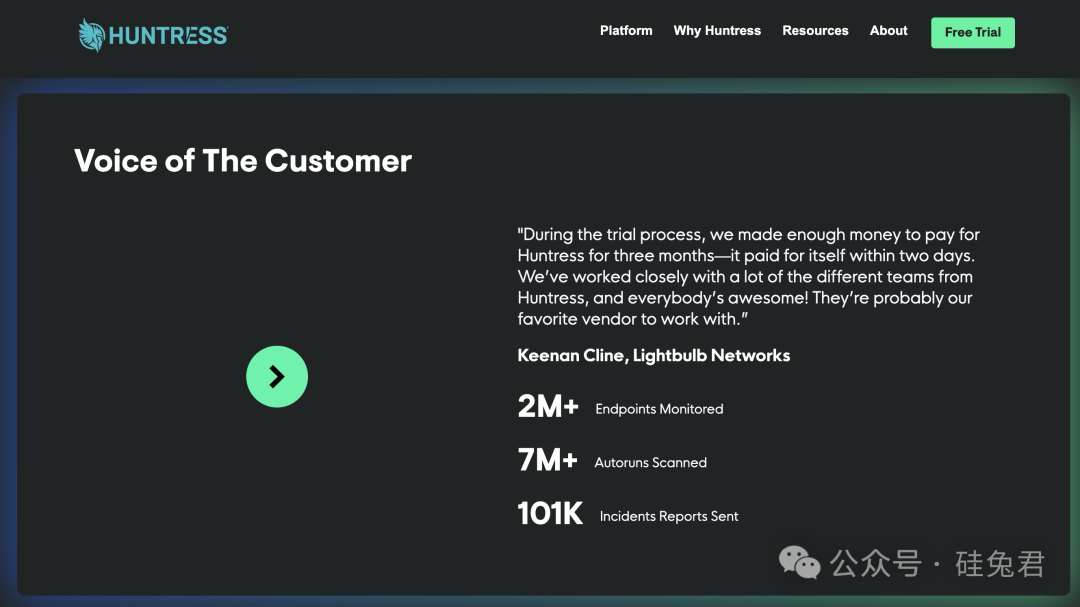 HUNTRESS
Platform Why Huntress Resources About Free Trial
Voice of The Customer
"During the trial process, we made enough money to pay for
Huntress for three months—it paid for itself within two days.
We’ve worked closely with a lot of the different teams from
Huntress, and everybody’s awesome! They’re probably our
favorite vendor to work with.”
Keenan Cline, Lightbulb Networks
2M+ Endpoints Monitored
7M+ Autoruns Scanned
101K Incidents Reports Sent
公众号 · 硅兔君